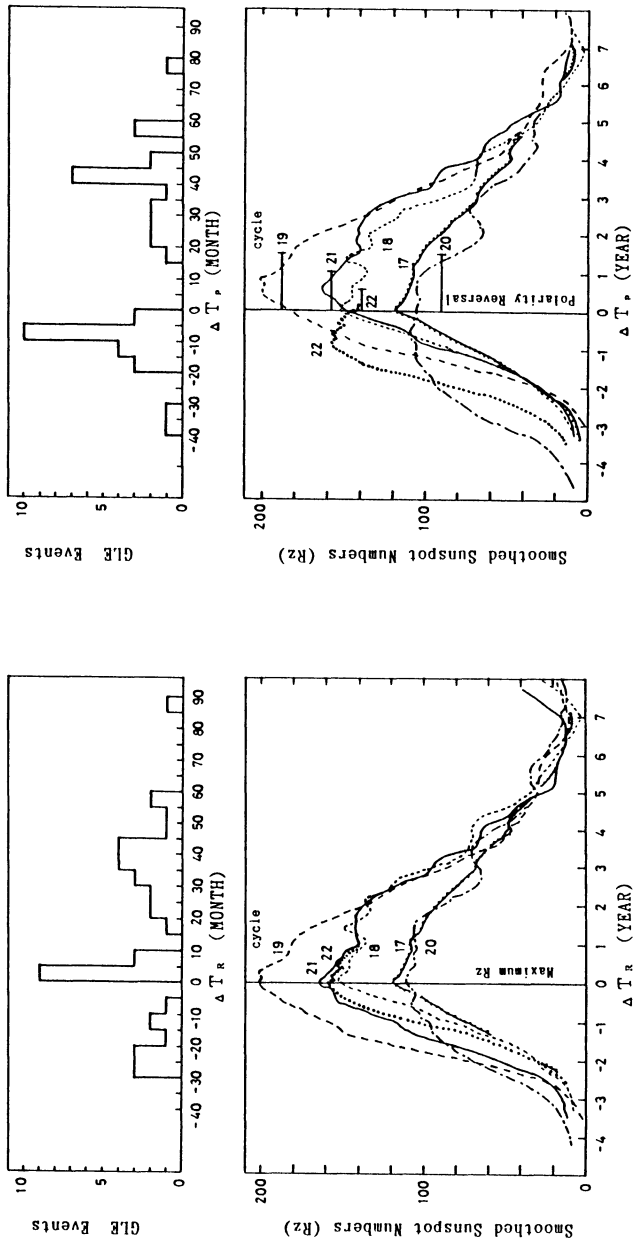 GLE Events
10
5
0
-40 -30 -20 -10 0 10 20 30 40 50 60 70 80 90
Δ T R (MONTH)
Smoothed Sunspot Numbers (Rz)
200
100
0
cycle
19
21
22
18
17
20
Maximum Rz
-4 -3 -2 -1 0 1 2 3 4 5 6 7
Δ T R (YEAR)
GLE Events
10
5
0
-40 -30 -20 -10 0 10 20 30 40 50 60 70 80 90
Δ T P (MONTH)
Smoothed Sunspot Numbers (Rz)
200
100
0
cycle
19
21
22
22
18
17
20
Polarity Reversal
-4 -3 -2 -1 0 1 2 3 4 5 6 7
Δ T P (YEAR)